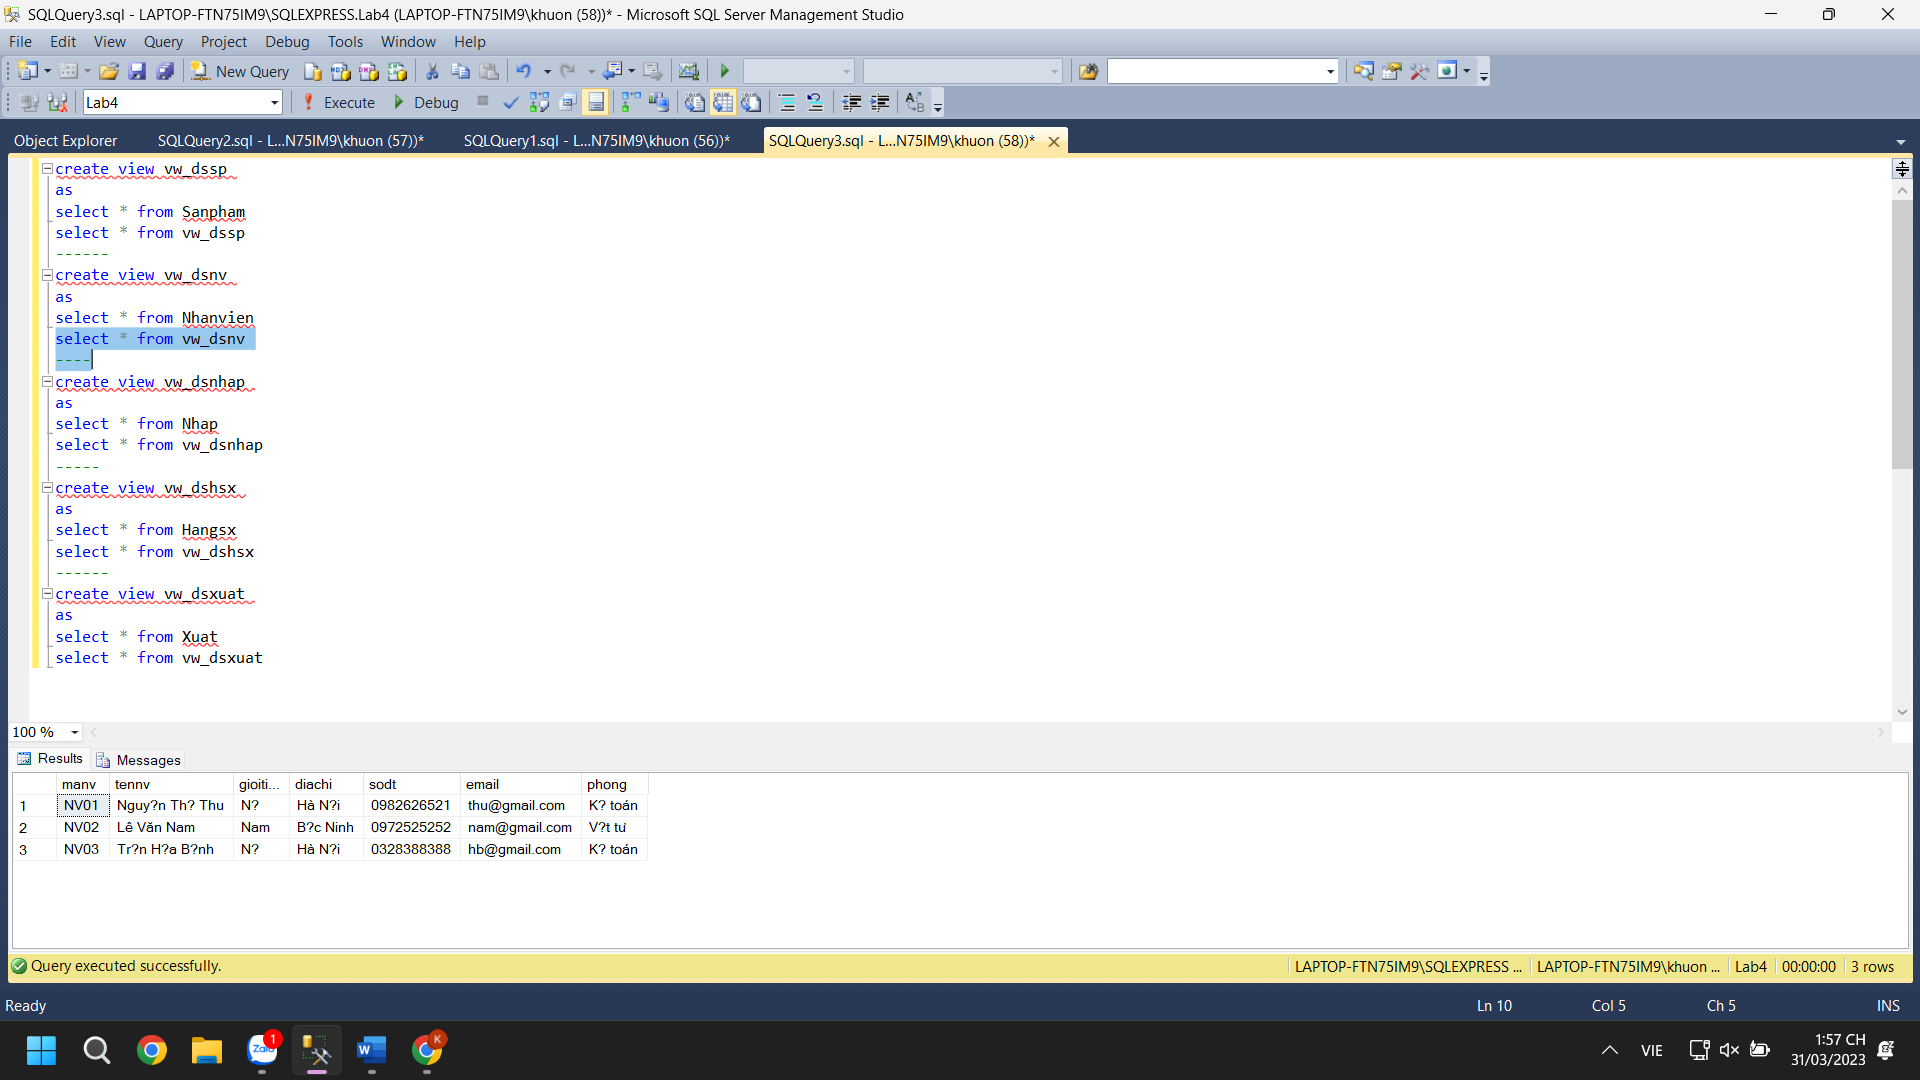 SQLQuery3.sql - LAPTOP-FTN75IM9\SQLEXPRESS.Lab4 (LAPTOP-FTN75IM9\khuon (58))* - Microsoft SQL Server Management Studio
File Edit View Query Project Debug Tools Window Help
New Query
Lab4 Execute Debug
Object Explorer SQLQuery2.sql - L...N75IM9\khuon (57))* SQLQuery1.sql - L...N75IM9\khuon (56))* SQLQuery3.sql - L...N75IM9\khuon (58))*
create view vw_dssp
as
select * from Sanpham
select * from vw_dssp
------
create view vw_dsnv
as
select * from Nhanvien
select * from vw_dsnv
----
create view vw_dsnhap
as
select * from Nhap
select * from vw_dsnhap
-----
create view vw_dshsx
as
select * from Hangsx
select * from vw_dshsx
------
create view vw_dsxuat
as
select * from Xuat
select * from vw_dsxuat
100 %
Results Messages
manv tennv gioiti... diachi sodt email phong
1 NV01 Nguy?n Th? Thu N? Hà N?i 0982626521 thu@gmail.com K? toán
2 NV02 Lê Văn Nam Nam B?c Ninh 0972525252 nam@gmail.com V?t tư
3 NV03 Tr?n H?a B?nh N? Hà N?i 0328388388 hb@gmail.com K? toán
Query executed successfully. LAPTOP-FTN75IM9\SQLEXPRESS ... LAPTOP-FTN75IM9\khuon ... Lab4 00:00:00 3 rows
Ready Ln 10 Col 5 Ch 5 INS
Zalo 1 W K VIE 1:57 CH
31/03/2023